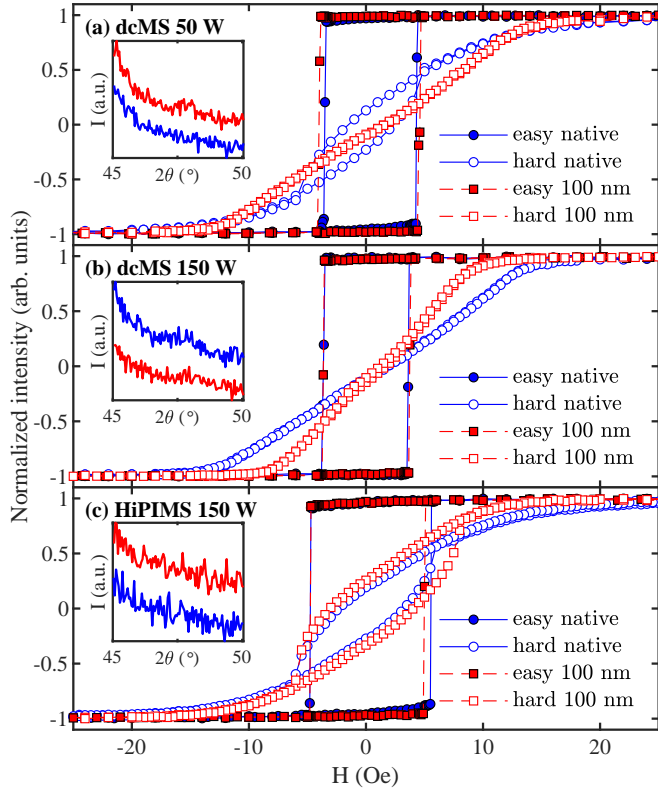 Normalized intensity (arb. units)
(a) dcMS 50 W
1
0.5
0
-0.5
-1
I (a.u.)
45
2θ (°)
50
easy native
hard native
easy 100 nm
hard 100 nm
(b) dcMS 150 W
1
0.5
0
-0.5
-1
I (a.u.)
45
2θ (°)
50
easy native
hard native
easy 100 nm
hard 100 nm
(c) HiPIMS 150 W
1
0.5
0
-0.5
-1
I (a.u.)
45
2θ (°)
50
easy native
hard native
easy 100 nm
hard 100 nm
-20 -10 0 10 20
H (Oe)